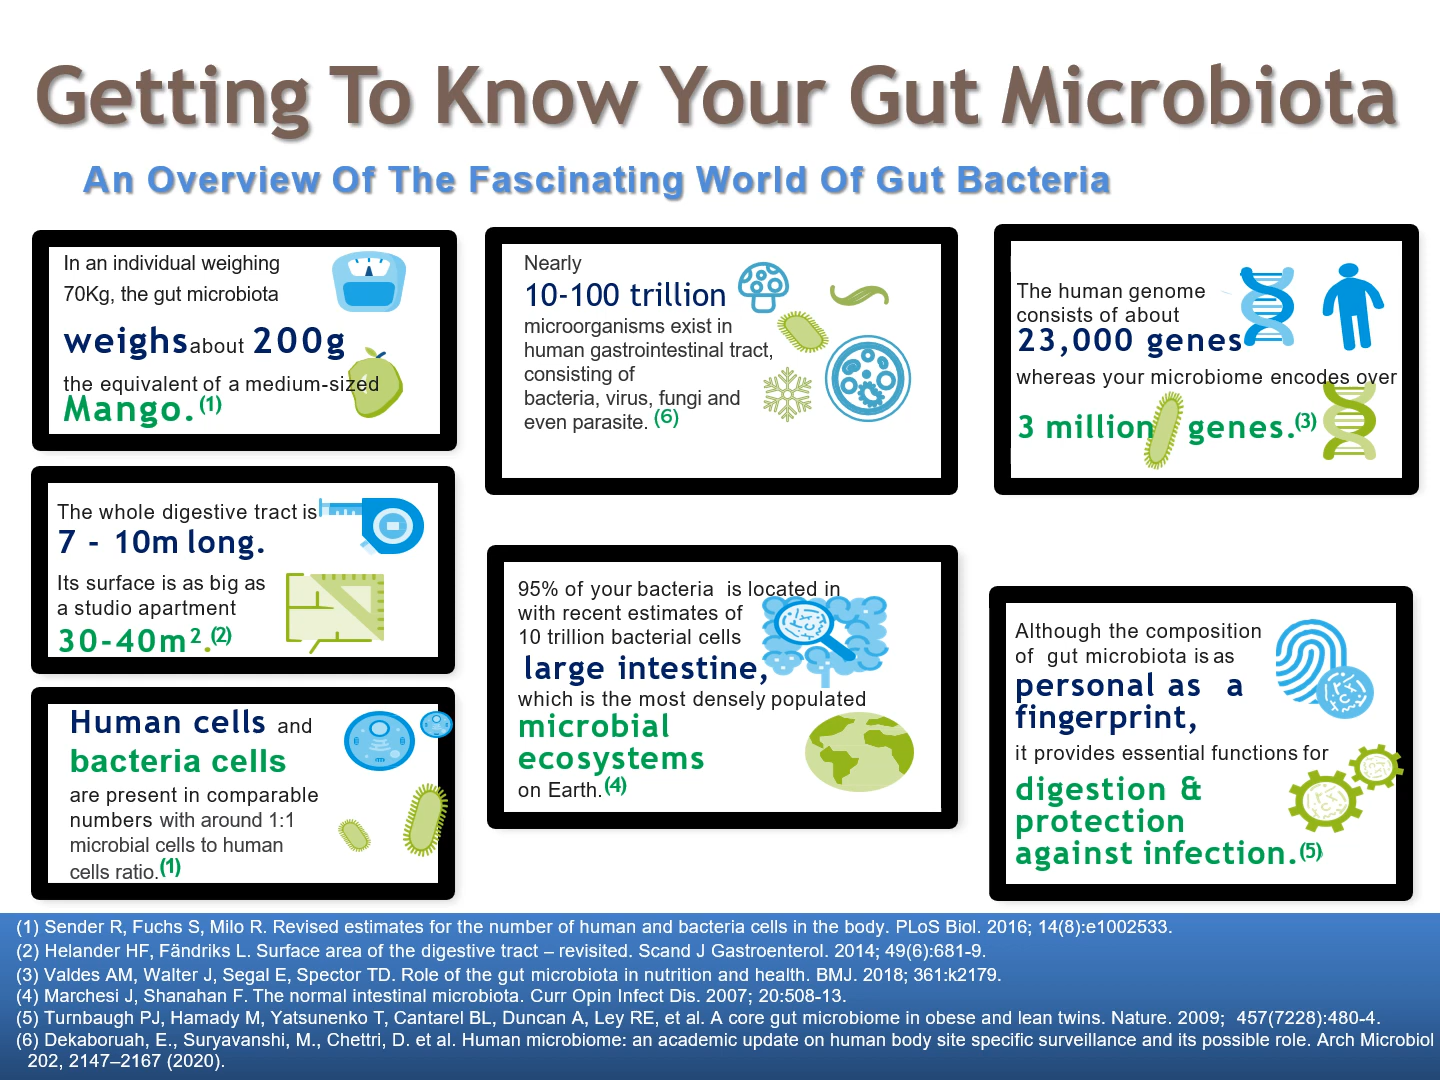 Getting To Know Your Gut Microbiota
An Overview Of The Fascinating World Of Gut Bacteria
In an individual weighing
70Kg, the gut microbiota
weighs about 200g
the equivalent of a medium-sized
Mango. (1)
The whole digestive tract is
7 - 10m long.
Its surface is as big as
a studio apartment
30-40m².(2)
Human cells and
bacteria cells
are present in comparable
numbers with around 1:1
microbial cells to human
cells ratio.(1)
Nearly
10-100 trillion
microorganisms exist in
human gastrointestinal tract,
consisting of
bacteria, virus, fungi and
even parasite. (6)
95% of your bacteria is located in
with recent estimates of
10 trillion bacterial cells
large intestine,
which is the most densely populated
microbial
ecosystems
on Earth.(4)
The human genome
consists of about
23,000 genes
whereas your microbiome encodes over
3 million genes.(3)
Although the composition
of gut microbiota is as
personal as a
fingerprint,
it provides essential functions for
digestion &
protection
against infection.(5)
(1) Sender R, Fuchs S, Milo R. Revised estimates for the number of human and bacteria cells in the body. PLoS Biol. 2016; 14(8):e1002533.
(2) Helander HF, Fändriks L. Surface area of the digestive tract – revisited. Scand J Gastroenterol. 2014; 49(6):681-9.
(3) Valdes AM, Walter J, Segal E, Spector TD. Role of the gut microbiota in nutrition and health. BMJ. 2018; 361:k2179.
(4) Marchesi J, Shanahan F. The normal intestinal microbiota. Curr Opin Infect Dis. 2007; 20:508-13.
(5) Turnbaugh PJ, Hamady M, Yatsunenko T, Cantarel BL, Duncan A, Ley RE, et al. A core gut microbiome in obese and lean twins. Nature. 2009; 457(7228):480-4.
(6) Dekaboruah, E., Suryavanshi, M., Chettri, D. et al. Human microbiome: an academic update on human body site specific surveillance and its possible role. Arch Microbiol
202, 2147–2167 (2020).